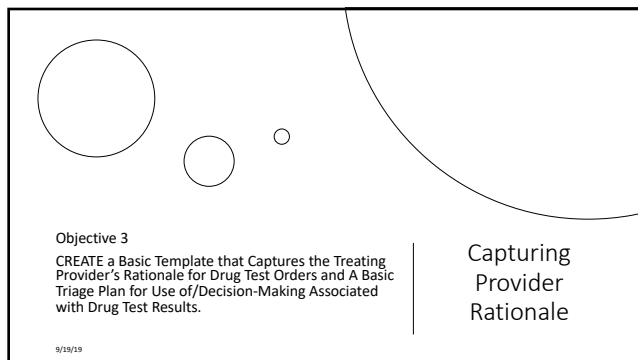 Objective 3
CREATE a Basic Template that Captures the Treating
Provider's Rationale for Drug Test Orders and A Basic
Triage Plan for Use of/Decision-Making Associated
with Drug Test Results.
Capturing
Provider
Rationale
9/19/19